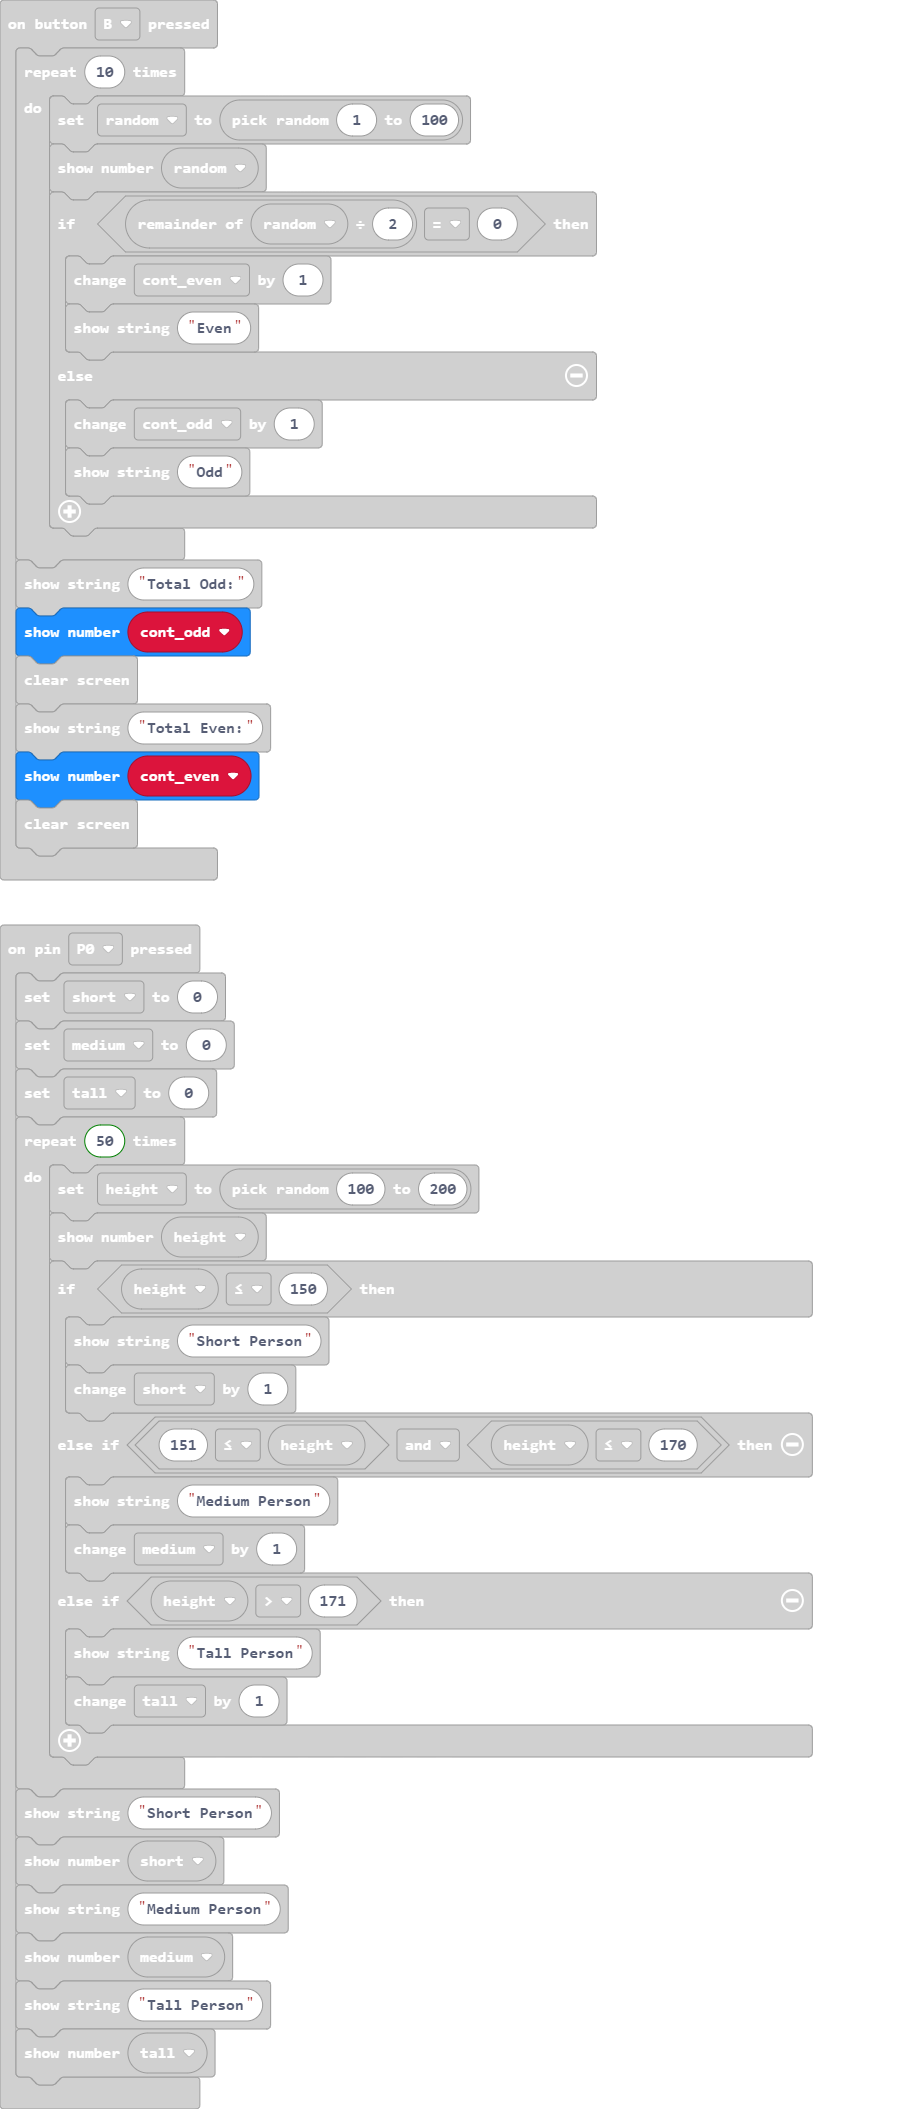 on button B pressed
repeat 10 times
do
set random to pick random 1 to 100
show number random
if remainder of random ÷ 2 = 0 then
change cont_even by 1
show string "Even"
else
change cont_odd by 1
show string "Odd"
show string "Total Odd:"
show number cont_odd
clear screen
show string "Total Even:"
show number cont_even
clear screen
on pin P0 pressed
set short to 0
set medium to 0
set tall to 0
repeat 50 times
do
set height to pick random 100 to 200
show number height
if height ≤ 150 then
show string "Short Person"
change short by 1
else if 151 ≤ height and height ≤ 170 then
show string "Medium Person"
change medium by 1
else if height > 171 then
show string "Tall Person"
change tall by 1
show string "Short Person"
show number short
show string "Medium Person"
show number medium
show string "Tall Person"
show number tall